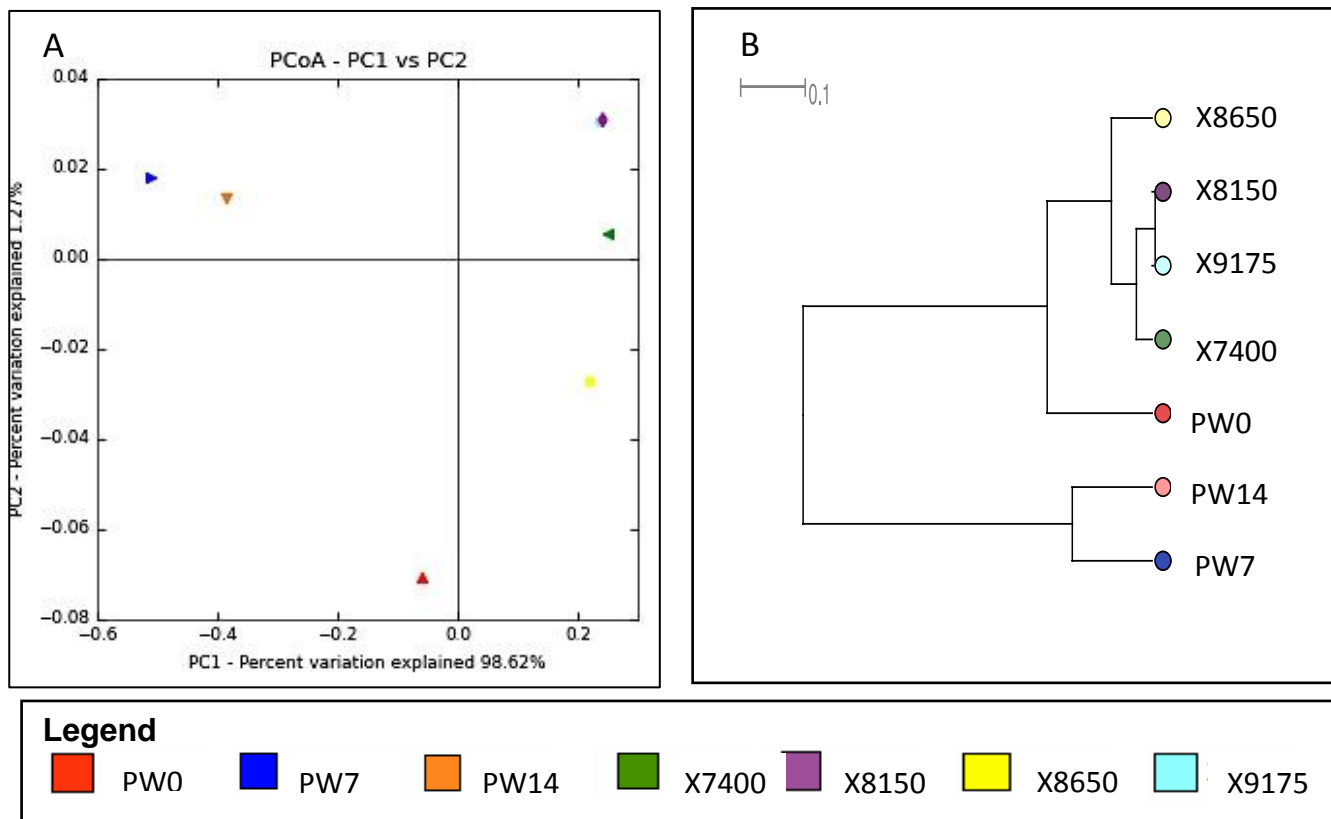 A
PCoA - PC1 vs PC2
0.04
0.02
0.00
−0.02
−0.04
−0.06
−0.08
PC2 - Percent variation explained 1.27%
−0.6
−0.4
−0.2
0.0
0.2
PC1 - Percent variation explained 98.62%
B
0.1
X8650
X8150
X9175
X7400
PW0
PW14
PW7
Legend
PW0
PW7
PW14
X7400
X8150
X8650
X9175